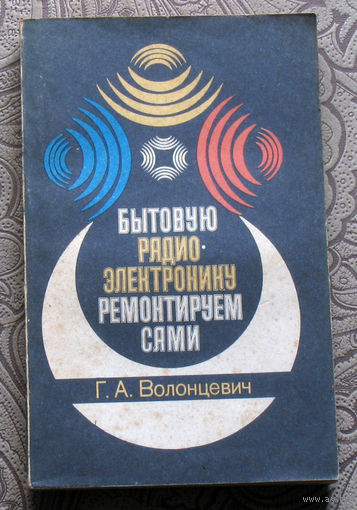 БЫТОВУЮ
РАДИО·
ЭЛЕКТРОНИКУ
РЕМОНТИРУЕМ
САМИ
Г. А. Волонцевич